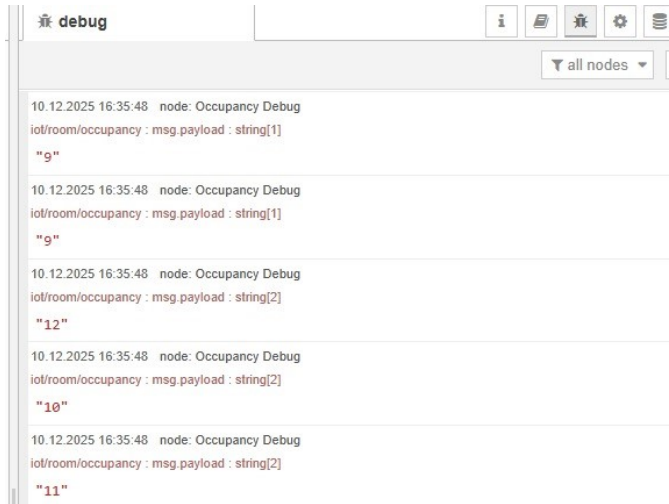 debug
i
all nodes
10.12.2025 16:35:48 node: Occupancy Debug
iot/room/occupancy : msg.payload : string[1]
"9"
10.12.2025 16:35:48 node: Occupancy Debug
iot/room/occupancy : msg.payload : string[1]
"9"
10.12.2025 16:35:48 node: Occupancy Debug
iot/room/occupancy : msg.payload : string[2]
"12"
10.12.2025 16:35:48 node: Occupancy Debug
iot/room/occupancy : msg.payload : string[2]
"10"
10.12.2025 16:35:48 node: Occupancy Debug
iot/room/occupancy : msg.payload : string[2]
"11"